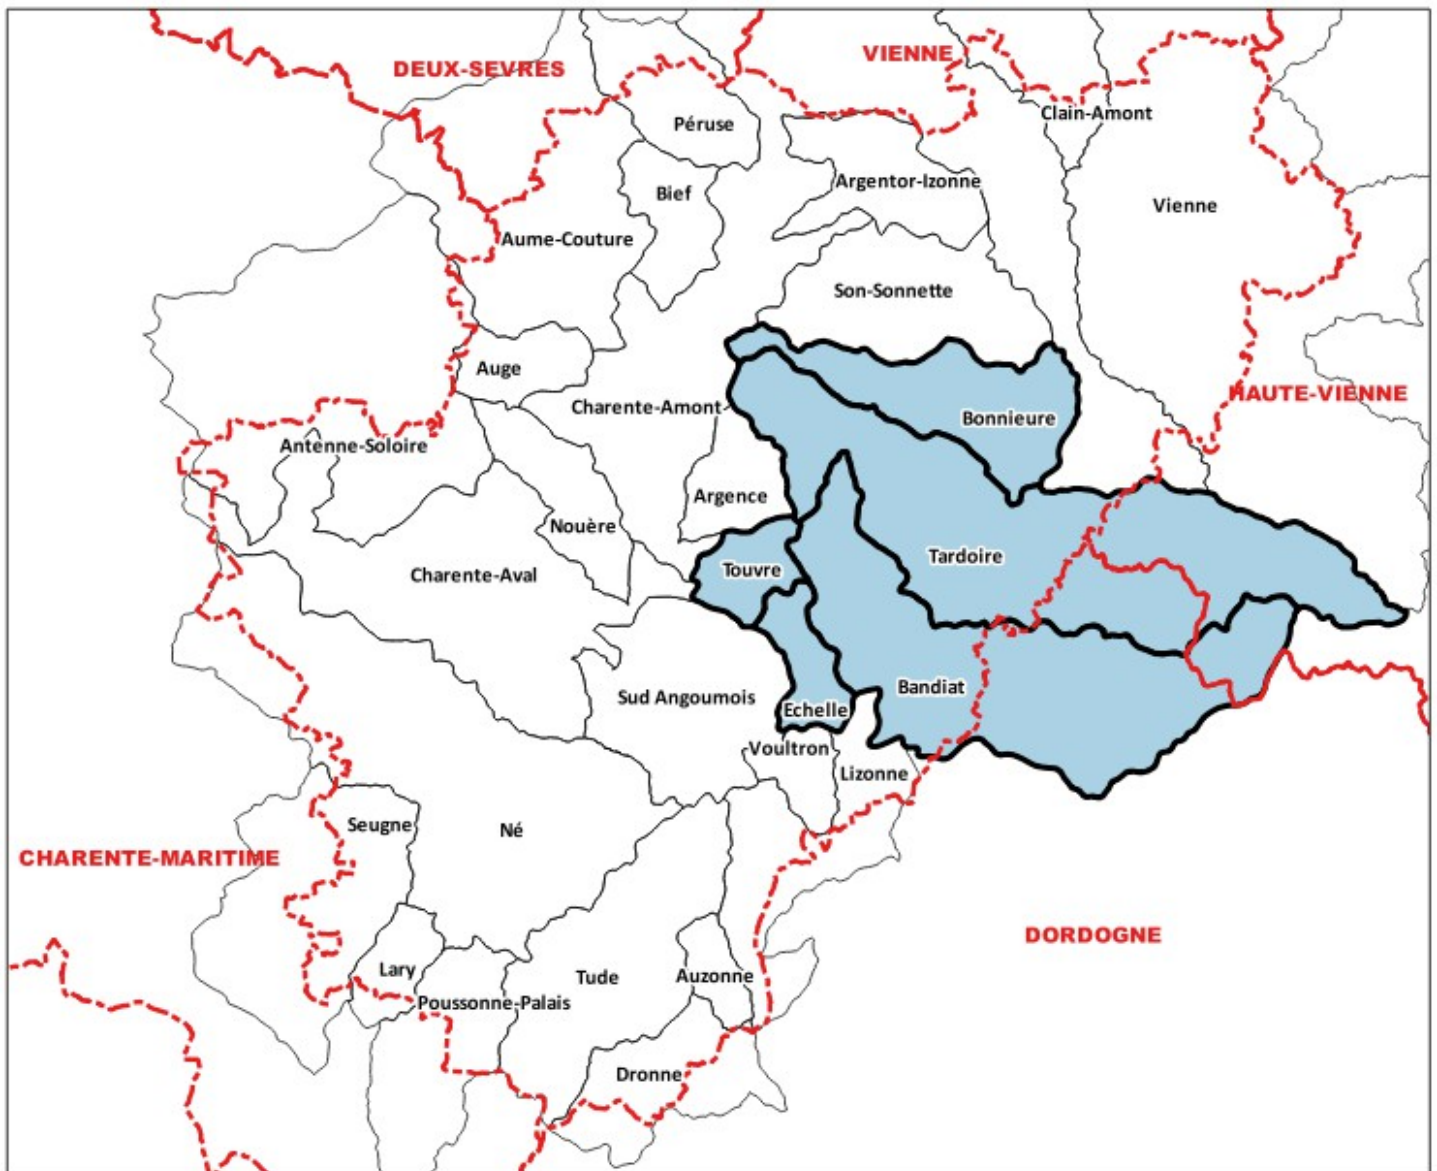 VIENNE
DEUX-SEVRES
Clain-Amont
Péruse
Argentor-Izonne
Bief
Vienne
Aume-Couture
Son-Sonnette
Auge
HAUTE-VIENNE
Charente-Amont
Bonnieure
Antenne-Soloire
Argence
Nouère
Tardoire
Touvre
Charente-Aval
Bandiat
Sud Angoumois
Echelle
Voultron
Lizonne
Seugne
Né
CHARENTE-MARITIME
DORDOGNE
Lary
Tude
Auzonne
Poussonne-Palais
Dronne